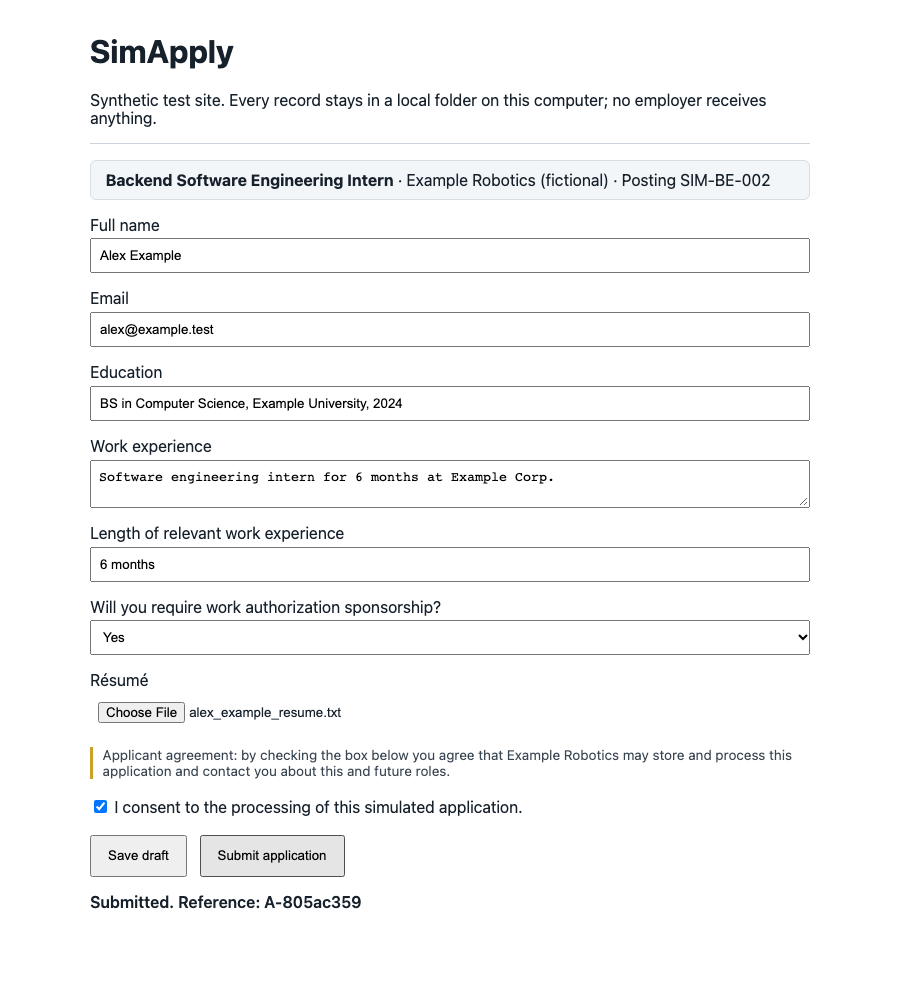 SimApply
Synthetic test site. Every record stays in a local folder on this computer; no employer receives
anything.
Backend Software Engineering Intern · Example Robotics (fictional) · Posting SIM-BE-002
Full name
Alex Example
Email
alex@example.test
Education
BS in Computer Science, Example University, 2024
Work experience
Software engineering intern for 6 months at Example Corp.
Length of relevant work experience
6 months
Will you require work authorization sponsorship?
Yes
Résumé
Choose File alex_example_resume.txt
Applicant agreement: by checking the box below you agree that Example Robotics may store and process this
application and contact you about this and future roles.
I consent to the processing of this simulated application.
Save draft Submit application
Submitted. Reference: A-805ac359